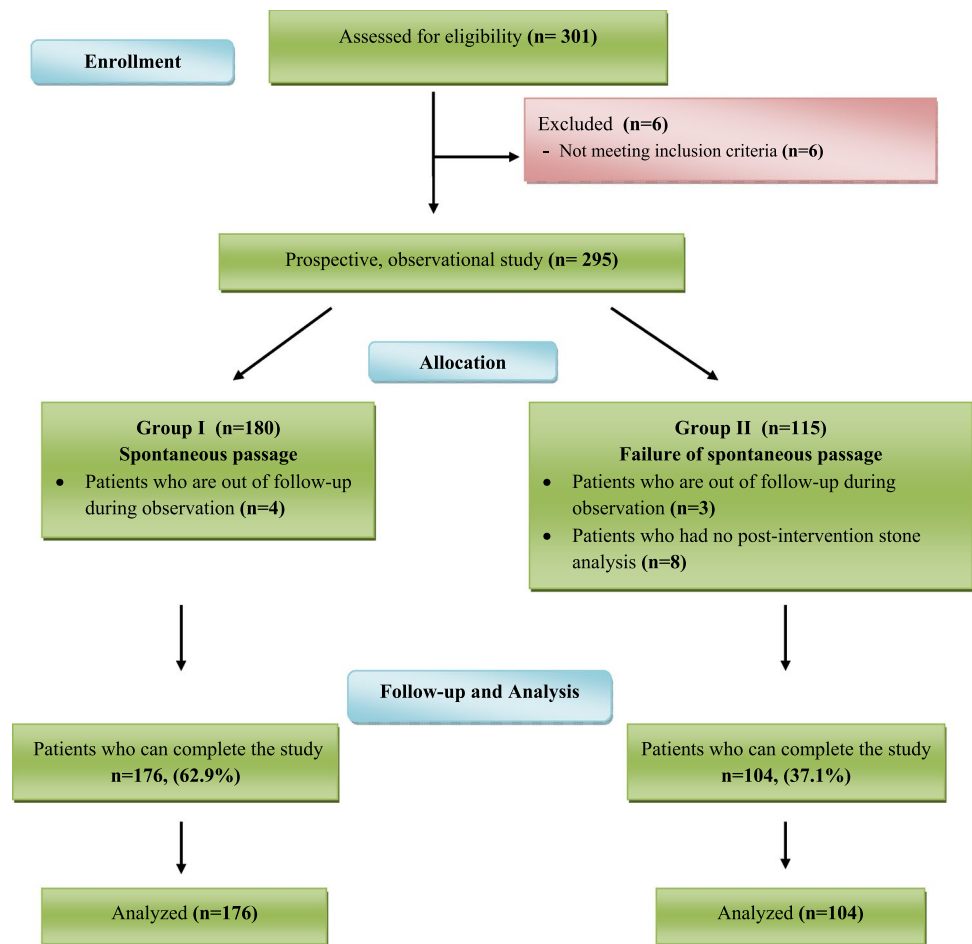 Assessed for eligibility (n= 301)
Enrollment
Excluded (n=6)
- Not meeting inclusion criteria (n=6)
Prospective, observational study (n= 295)
Allocation
Group I (n=180)
Spontaneous passage
• Patients who are out of follow-up
during observation (n=4)
Group II (n=115)
Failure of spontaneous passage
• Patients who are out of follow-up during
observation (n=3)
• Patients who had no post-intervention stone
analysis (n=8)
Follow-up and Analysis
Patients who can complete the study
n=176, (62.9%)
Patients who can complete the study
n=104, (37.1%)
Analyzed (n=176)
Analyzed (n=104)